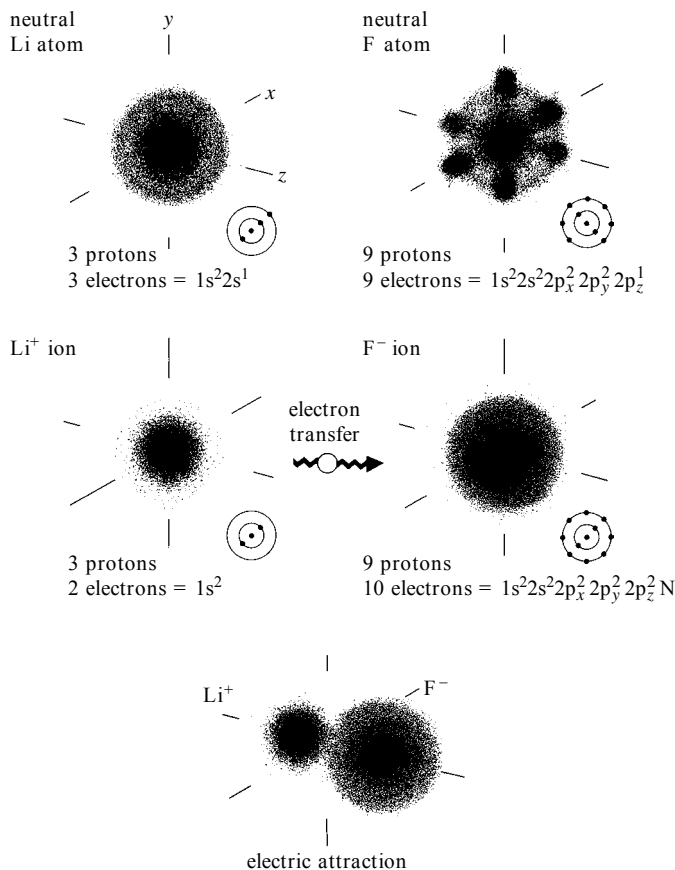 neutral
Li atom
y
x
z
3 protons
3 electrons = 1s²2s¹
neutral
F atom
9 protons
9 electrons = 1s²2s²2pₓ² 2p_y² 2p_z¹
Li⁺ ion
3 protons
2 electrons = 1s²
electron
transfer
F⁻ ion
9 protons
10 electrons = 1s²2s²2pₓ² 2p_y² 2p_z² N
Li⁺
F⁻
electric attraction